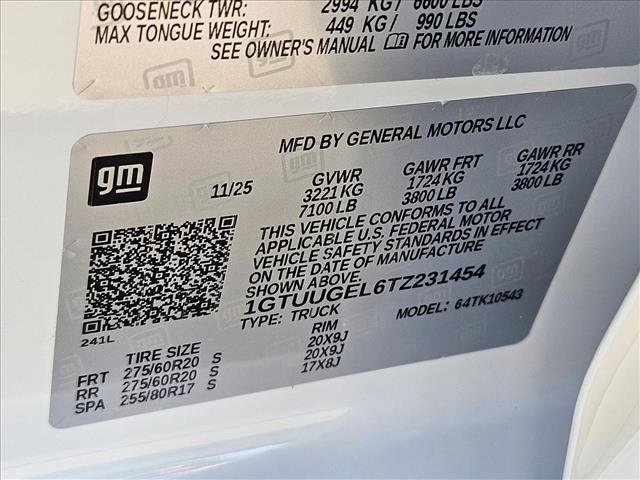 GOOSENECK TWR: 2994 KG / 6600 LBS
MAX TONGUE WEIGHT: 449 KG / 990 LBS
SEE OWNER'S MANUAL FOR MORE INFORMATION
gm
MFD BY GENERAL MOTORS LLC
11/25 GVWR GAWR FRT GAWR RR
3221 KG 1724 KG 1724 KG
7100 LB 3800 LB 3800 LB
THIS VEHICLE CONFORMS TO ALL
APPLICABLE U.S. FEDERAL MOTOR
VEHICLE SAFETY STANDARDS IN EFFECT
ON THE DATE OF MANUFACTURE SHOWN ABOVE.
1GTUUGEL6TZ231454
TYPE: TRUCK MODEL: 64TK10543
241L
TIRE SIZE RIM
FRT 275/60R20 S 20X9J
RR 275/60R20 S 20X9J
SPA 255/80R17 S 17X8J